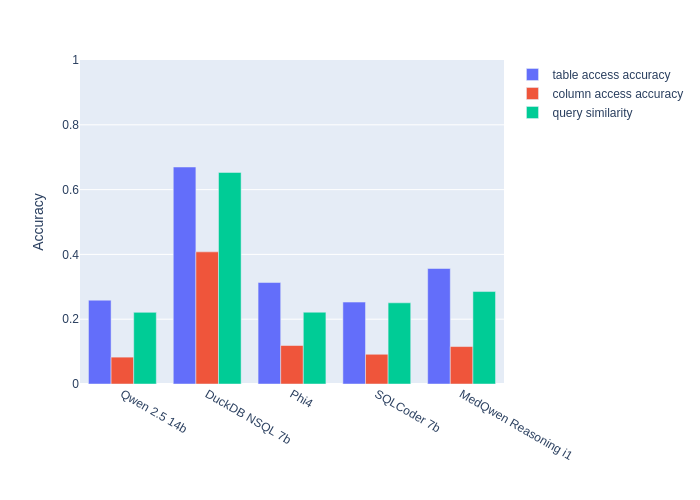 1
0.8
0.6
0.4
0.2
0
Accuracy
Qwen 2.5 14b
DuckDB NSQL 7b
Phi4
SQLCoder 7b
MedQwen Reasoning i1
table access accuracy
column access accuracy
query similarity